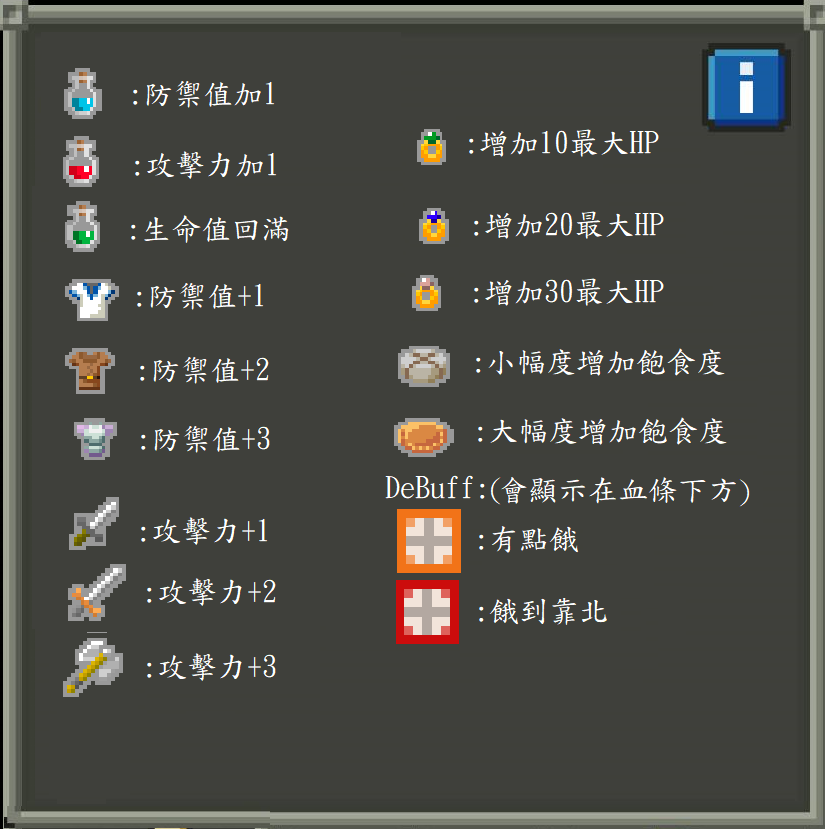 :防禦值加1
:攻擊力加1
:生命值回滿
:防禦值+1
:防禦值+2
:防禦值+3
:攻擊力+1
:攻擊力+2
:攻擊力+3
i
:增加10最大HP
:增加20最大HP
:增加30最大HP
:小幅度增加飽食度
:大幅度增加飽食度
DeBuff:(會顯示在血條下方)
:有點餓
:餓到靠北